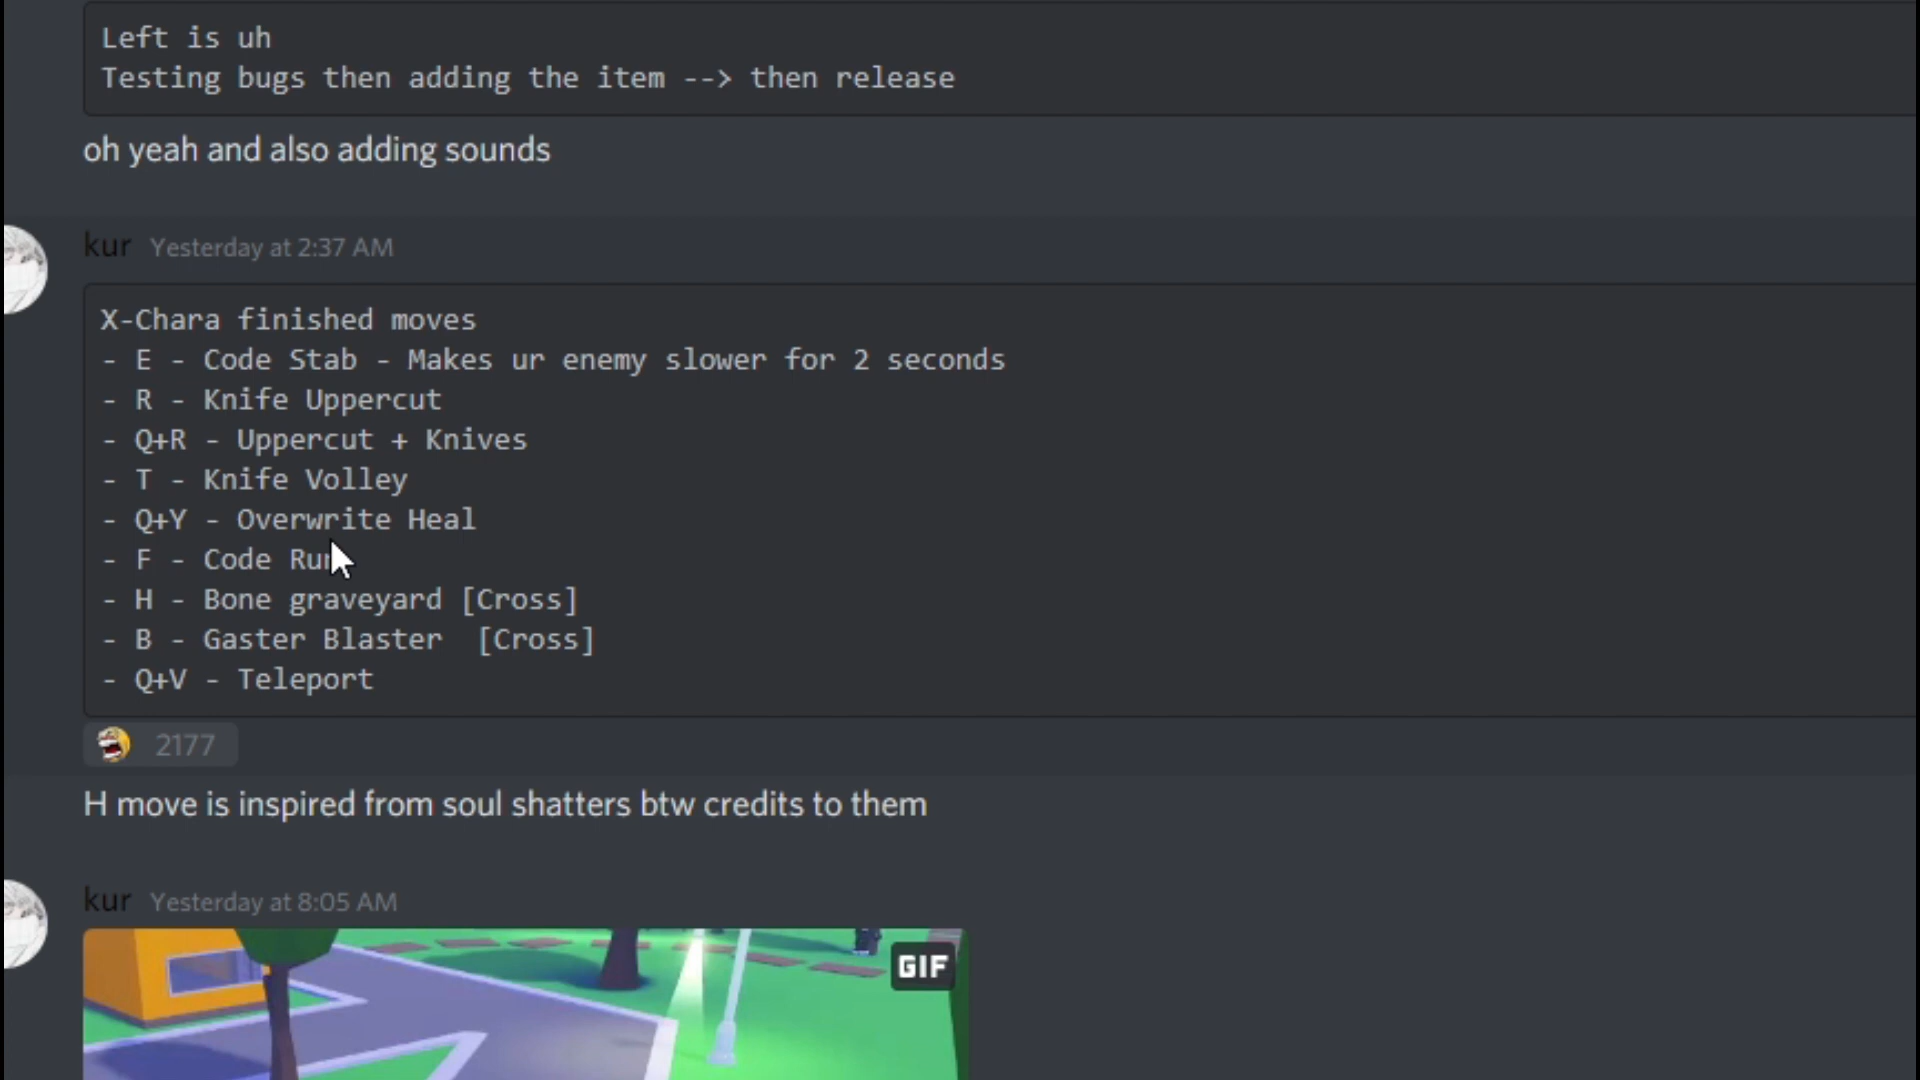 Left is uh
Testing bugs then adding the item --> then release
oh yeah and also adding sounds
kur Yesterday at 2:37 AM
X-Chara finished moves
- E - Code Stab - Makes ur enemy slower for 2 seconds
- R - Knife Uppercut
- Q+R - Uppercut + Knives
- T - Knife Volley
- Q+Y - Overwrite Heal
- F - Code Run
- H - Bone graveyard [Cross]
- B - Gaster Blaster  [Cross]
- Q+V - Teleport
2177
H move is inspired from soul shatters btw credits to them
kur Yesterday at 8:05 AM
GIF